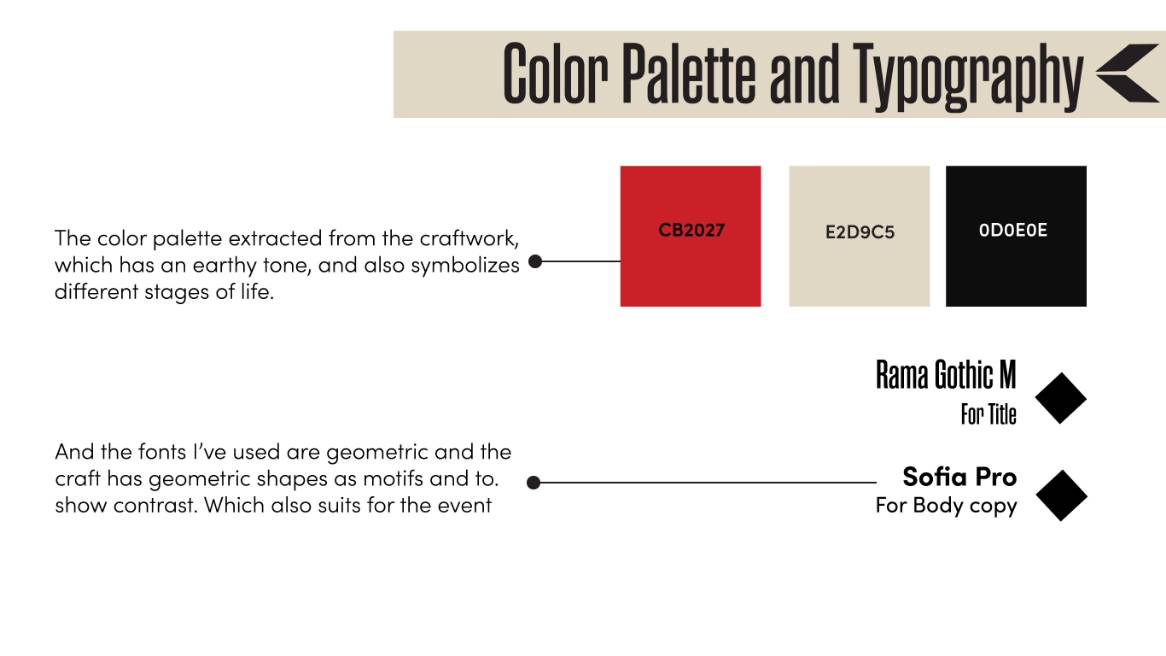 Color Palette and Typography
CB2027
E2D9C5
0D0E0E
The color palette extracted from the craftwork,
which has an earthy tone, and also symbolizes
different stages of life.
Rama Gothic M
For Title
And the fonts I’ve used are geometric and the
craft has geometric shapes as motifs and to.
show contrast. Which also suits for the event
Sofia Pro
For Body copy